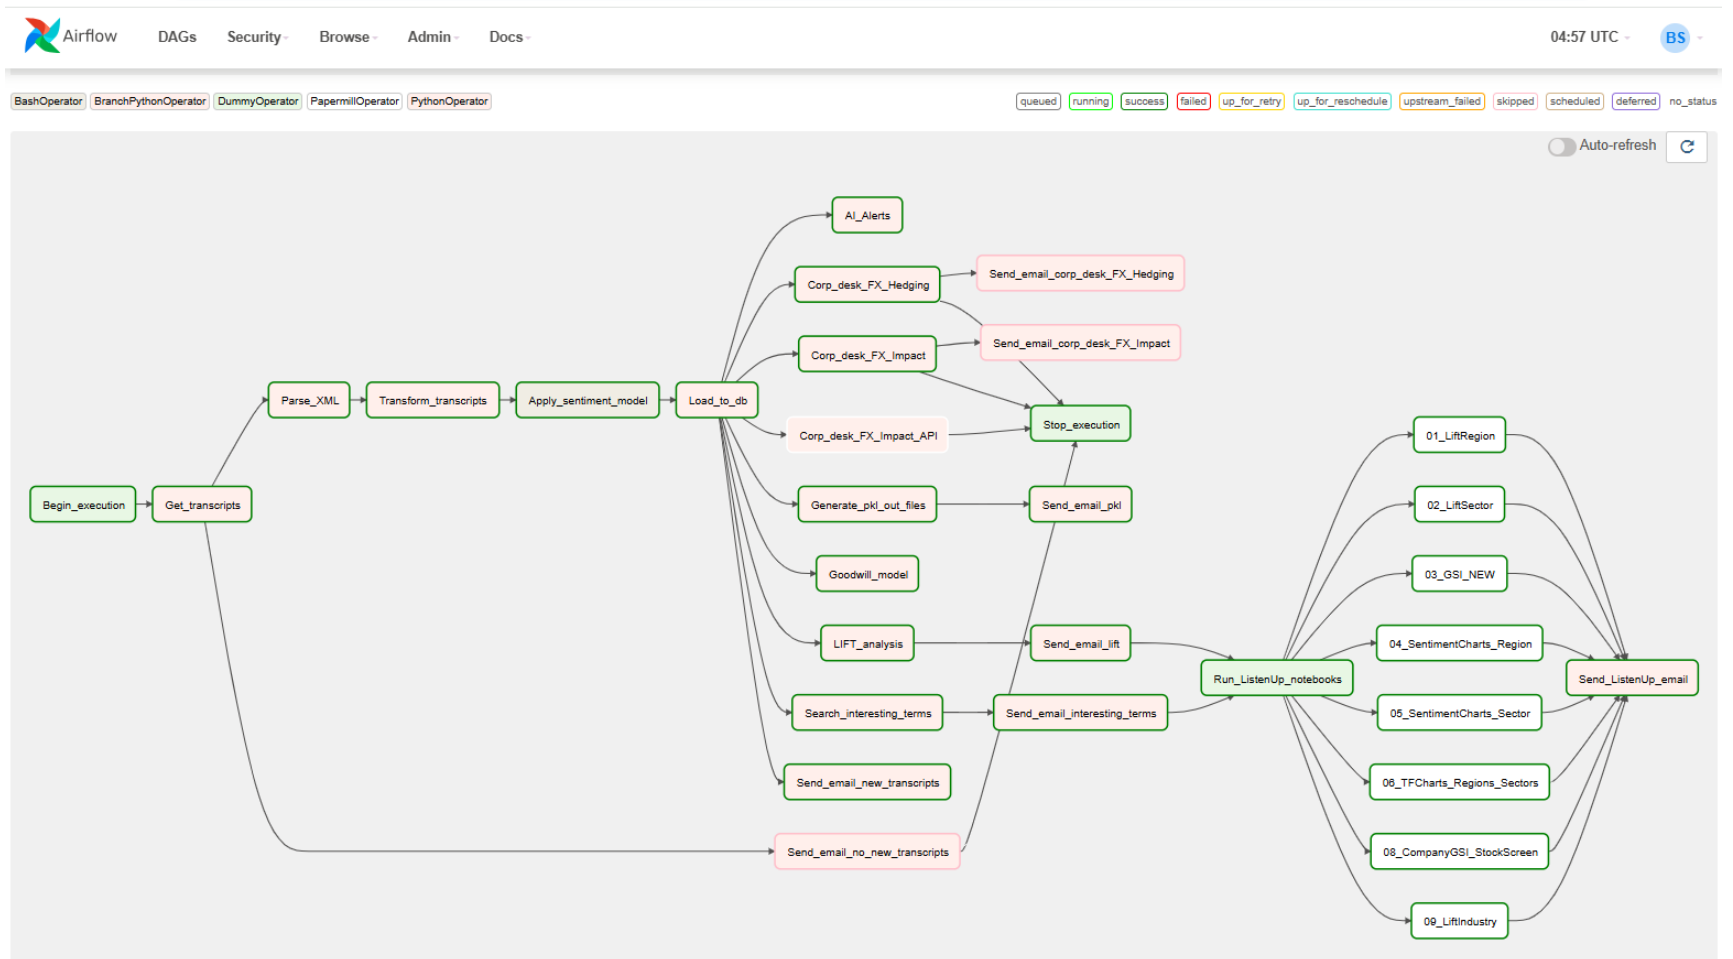 Airflow
DAGs
Security
Browse
Admin
Docs
04:57 UTC
BS
BashOperator
BranchPythonOperator
DummyOperator
PapermillOperator
PythonOperator
queued
running
success
failed
up_for_retry
up_for_reschedule
upstream_failed
skipped
scheduled
deferred
no_status
Auto-refresh
AI_Alerts
Corp_desk_FX_Hedging
Send_email_corp_desk_FX_Hedging
Corp_desk_FX_Impact
Send_email_corp_desk_FX_Impact
Parse_XML
Transform_transcripts
Apply_sentiment_model
Load_to_db
Corp_desk_FX_Impact_API
Stop_execution
Begin_execution
Get_transcripts
Generate_pkl_out_files
Send_email_pkl
Goodwill_model
LIFT_analysis
Send_email_lift
Search_interesting_terms
Send_email_interesting_terms
Send_email_new_transcripts
Send_email_no_new_transcripts
Run_ListenUp_notebooks
01_LiftRegion
02_LiftSector
03_GSI_NEW
04_SentimentCharts_Region
05_SentimentCharts_Sector
06_TFCharts_Regions_Sectors
08_CompanyGSI_StockScreen
09_LiftIndustry
Send_ListenUp_email